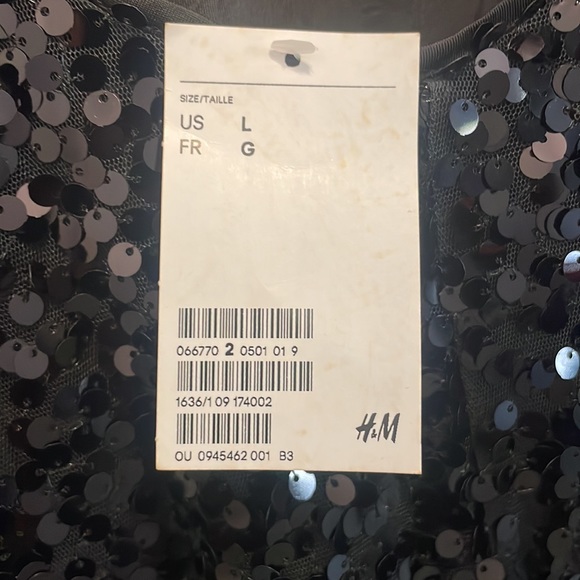 SIZE/TAILLE
US L
FR G
066770 2 0501 01 9
1636/1 09 174002
H&M
OU 0945462 001 B3